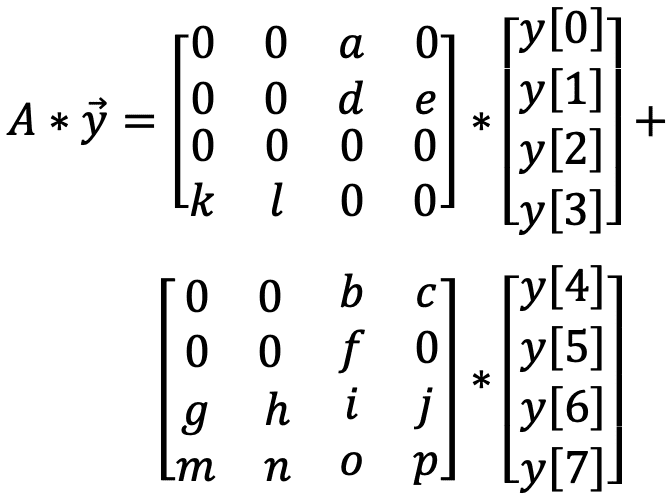 0 0 a 0 y[0]
0 0 d e y[1]
A * y⃗ = * +
0 0 0 0 y[2]
k l 0 0 y[3]
0 0 b c y[4]
0 0 f 0 y[5]
*
g h i j y[6]
m n o p y[7]